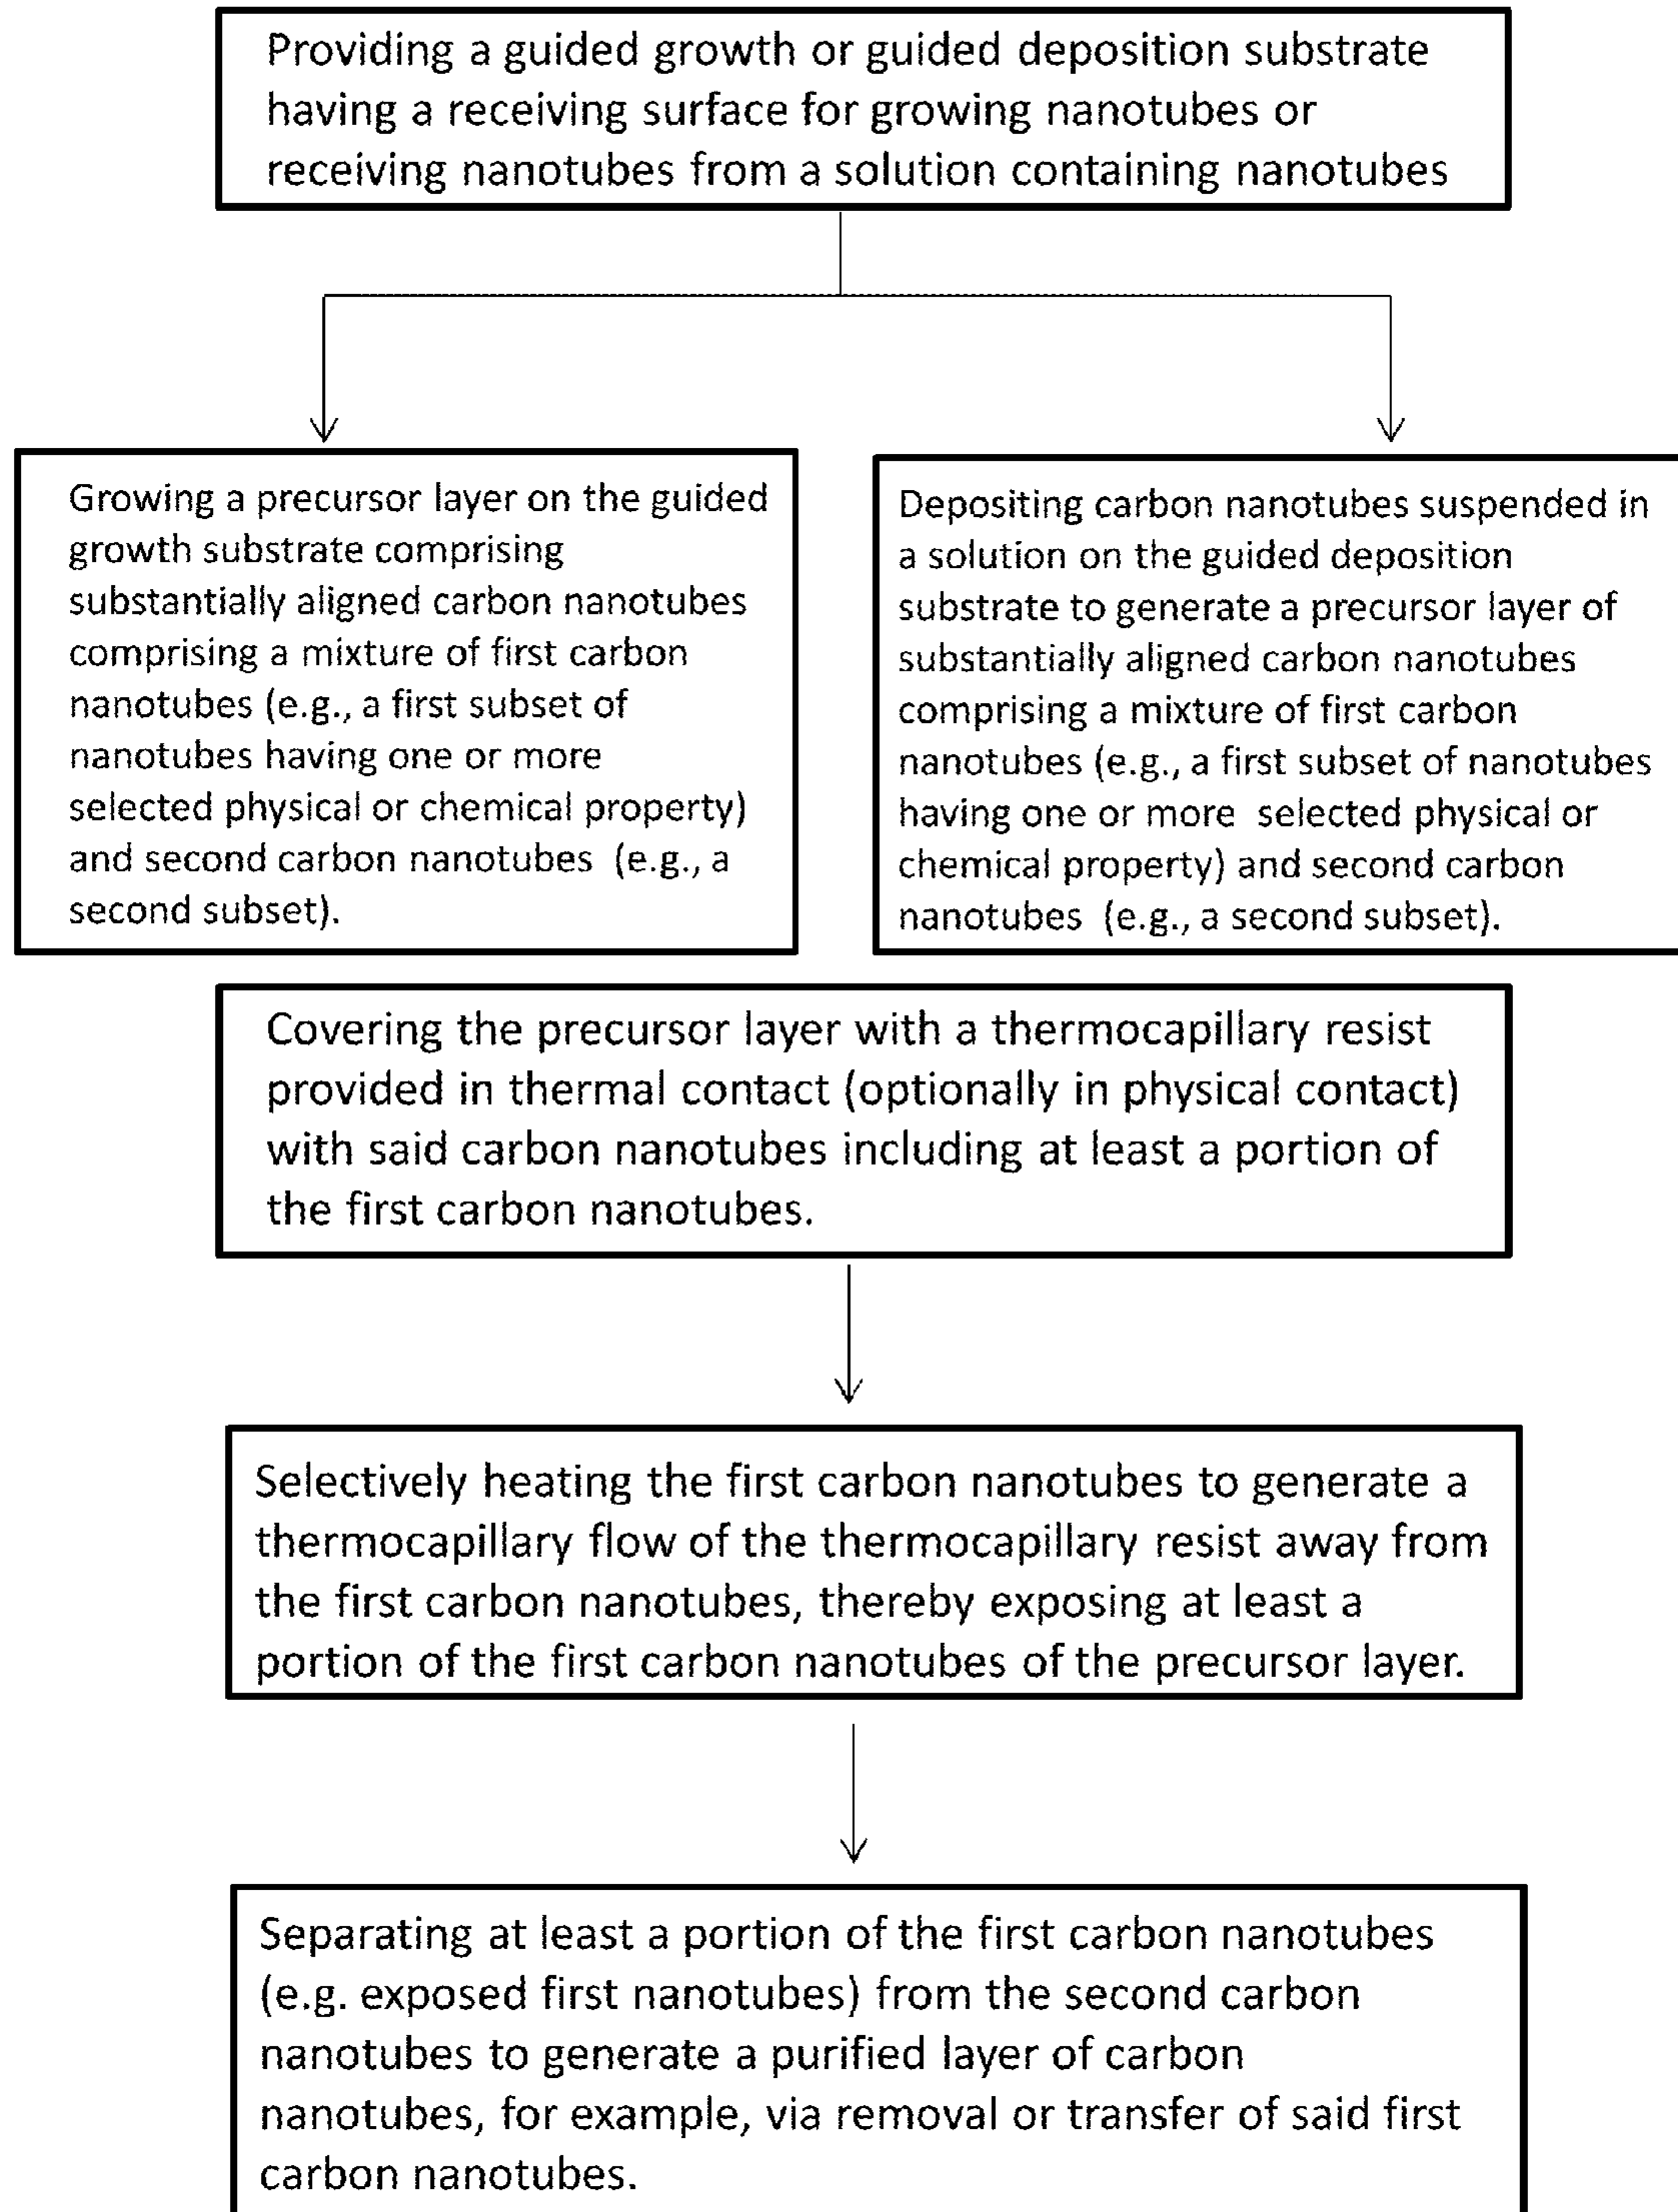 Providing a guided growth or guided deposition substrate
having a receiving surface for growing nanotubes or
receiving nanotubes from a solution containing nanotubes
Growing a precursor layer on the guided
growth substrate comprising
substantially aligned carbon nanotubes
comprising a mixture of first carbon
nanotubes (e.g., a first subset of
nanotubes having one or more
selected physical or chemical property)
and second carbon nanotubes (e.g., a
second subset).
Depositing carbon nanotubes suspended in
a solution on the guided deposition
substrate to generate a precursor layer of
substantially aligned carbon nanotubes
comprising a mixture of first carbon
nanotubes (e.g., a first subset of nanotubes
having one or more selected physical or
chemical property) and second carbon
nanotubes (e.g., a second subset).
Covering the precursor layer with a thermocapillary resist
provided in thermal contact (optionally in physical contact)
with said carbon nanotubes including at least a portion of
the first carbon nanotubes.
Selectively heating the first carbon nanotubes to generate a
thermocapillary flow of the thermocapillary resist away from
the first carbon nanotubes, thereby exposing at least a
portion of the first carbon nanotubes of the precursor layer.
Separating at least a portion of the first carbon nanotubes
(e.g. exposed first nanotubes) from the second carbon
nanotubes to generate a purified layer of carbon
nanotubes, for example, via removal or transfer of said first
carbon nanotubes.